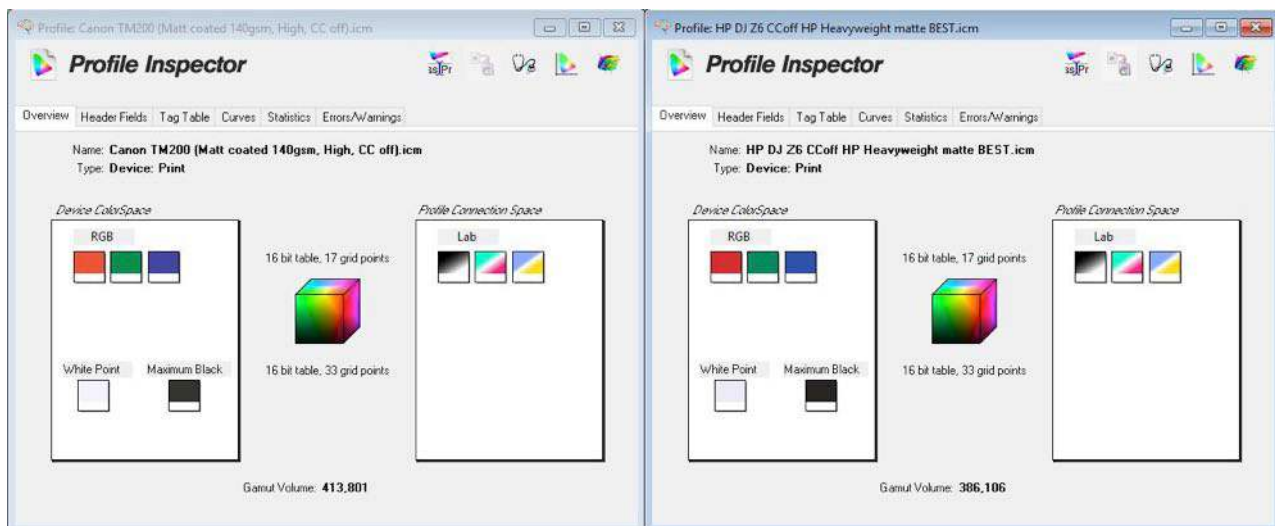 Profile: Canon TM200 (Matt coated 140gsm, High, CC off).icm
Profile Inspector
Overview Header Fields Tag Table Curves Statistics Errors/Warnings
Name: Canon TM200 (Matt coated 140gsm, High, CC off).icm
Type: Device: Print
Device ColorSpace
Profile Connection Space
RGB
Lab
16 bit table, 17 grid points
White Point
Maximum Black
16 bit table, 33 grid points
Gamut Volume: 413,801
Profile: HP DJ Z6 CCoff HP Heavyweight matte BEST.icm
Profile Inspector
Overview Header Fields Tag Table Curves Statistics Errors/Warnings
Name: HP DJ Z6 CCoff HP Heavyweight matte BEST.icm
Type: Device: Print
Device ColorSpace
Profile Connection Space
RGB
Lab
16 bit table, 17 grid points
White Point
Maximum Black
16 bit table, 33 grid points
Gamut Volume: 386,106